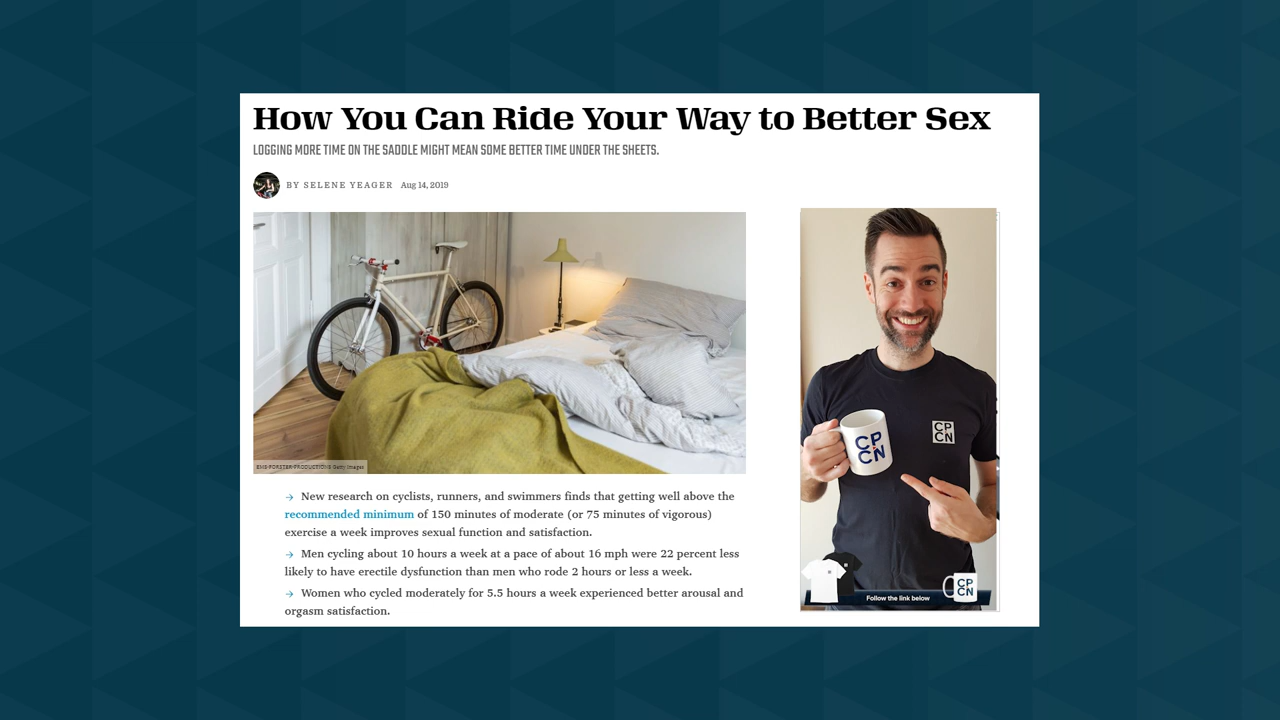 How You Can Ride Your Way to Better Sex
LOGGING MORE TIME ON THE SADDLE MIGHT MEAN SOME BETTER TIME UNDER THE SHEETS.
BY SELENE YEAGER Aug 14, 2019
EMS-FORSTER-PRODUCTIONS Getty Images
→ New research on cyclists, runners, and swimmers finds that getting well above the
recommended minimum of 150 minutes of moderate (or 75 minutes of vigorous)
exercise a week improves sexual function and satisfaction.
→ Men cycling about 10 hours a week at a pace of about 16 mph were 22 percent less
likely to have erectile dysfunction than men who rode 2 hours or less a week.
→ Women who cycled moderately for 5.5 hours a week experienced better arousal and
orgasm satisfaction.
CP
CN
CP
CN
CP
CN
Follow the link below